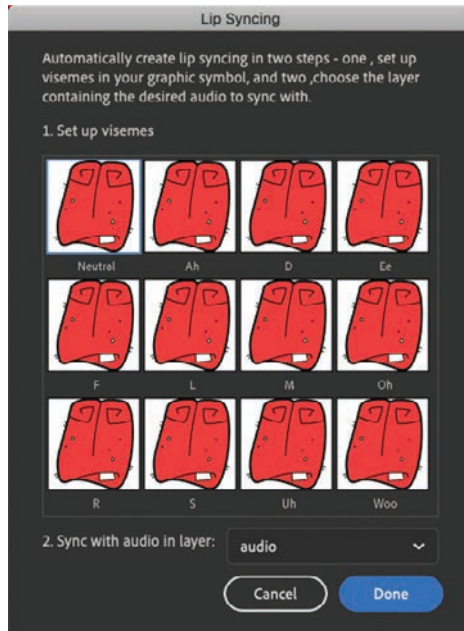 Lip Syncing
Automatically create lip syncing in two steps - one , set up
visemes in your graphic symbol, and two ,choose the layer
containing the desired audio to sync with.
1. Set up visemes
Neutral Ah D Ee
F L M Oh
R S Uh Woo
2. Sync with audio in layer: audio
Cancel Done